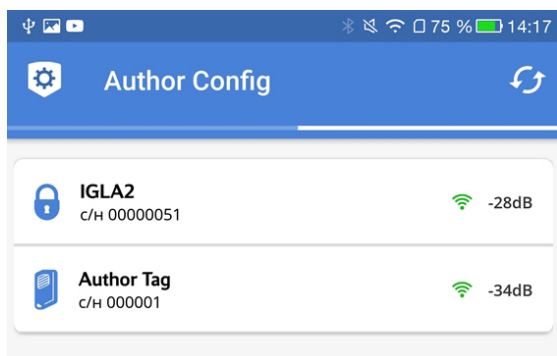 75 % 14:17
Author Config
IGLA2
с/н 00000051
-28dB
Author Tag
с/н 000001
-34dB